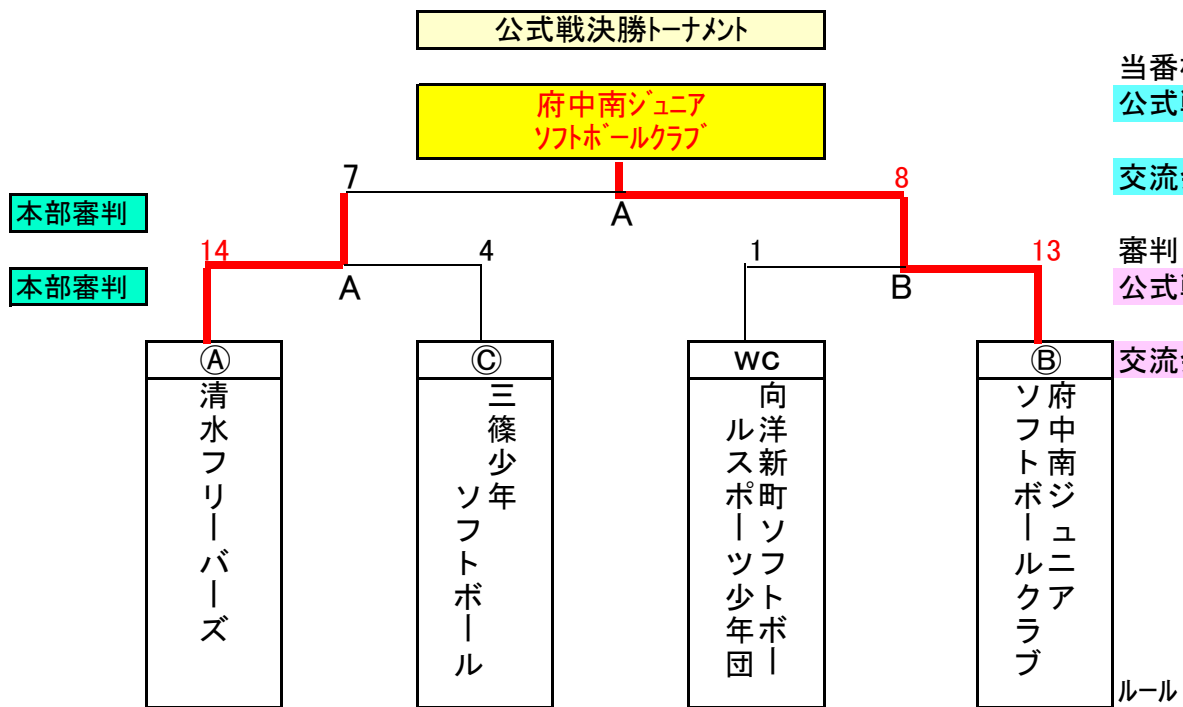 公式戦決勝トーナメント
当番
公式
府中南ジュニア
ソフトボールクラブ
交流
7
8
本部審判
A
審判
14
4
1
13
公式
本部審判
A
B
Ⓐ
Ⓒ
WC
Ⓑ
交流
清水フリーバーズ
三篠少年
ソフトボール
向洋新町ソフトボー
ルスポーツ少年団
府中南ジュニア
ソフトボールクラブ
ルール